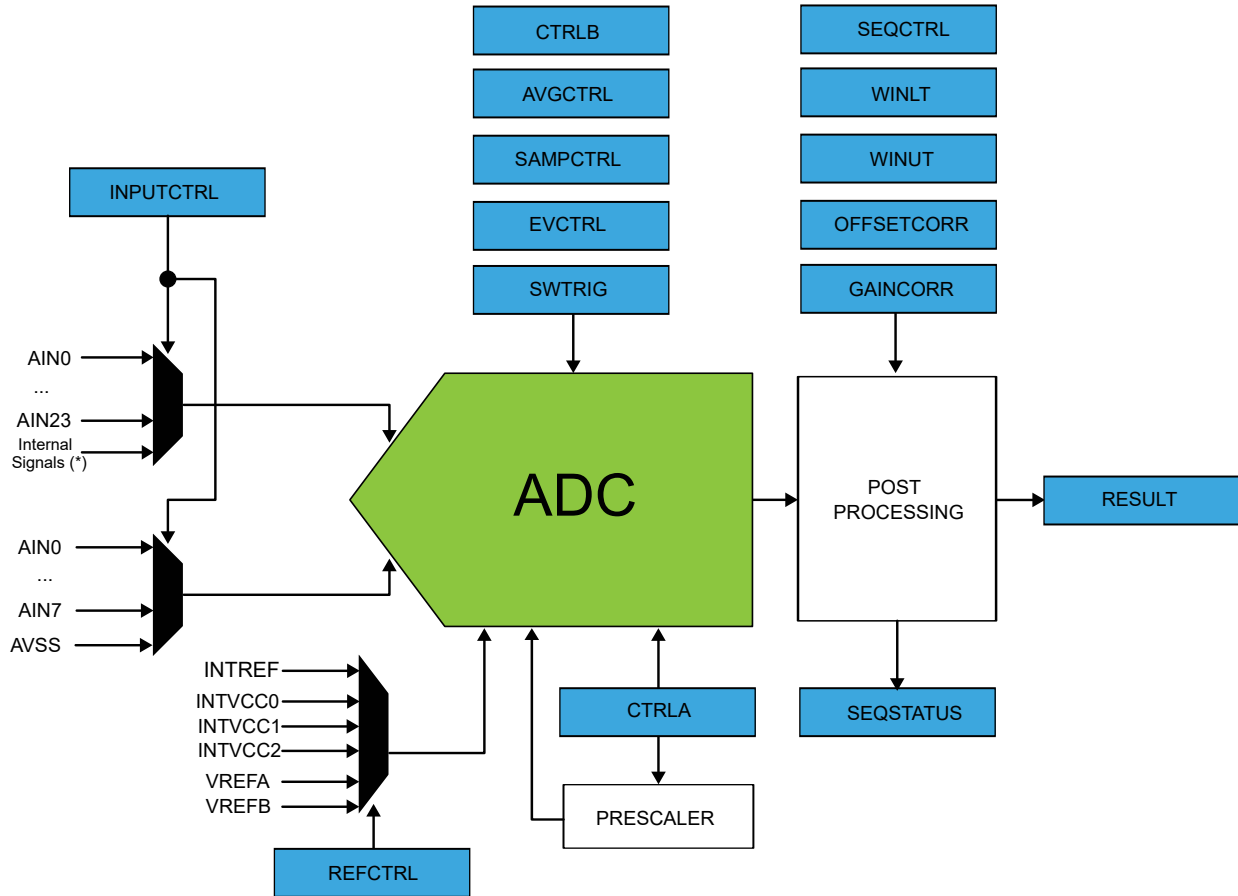 CTRLB
SEQCTRL
AVGCTRL
WINLT
SAMPCTRL
WINUT
INPUTCTRL
EVCTRL
OFFSETCORR
SWTRIG
GAINCORR
AIN0
...
AIN23
Internal
Signals (*)
ADC
POST
PROCESSING
RESULT
AIN0
...
AIN7
AVSS
INTREF
INTVCC0
INTVCC1
INTVCC2
VREFA
VREFB
CTRLA
SEQSTATUS
PRESCALER
REFCTRL